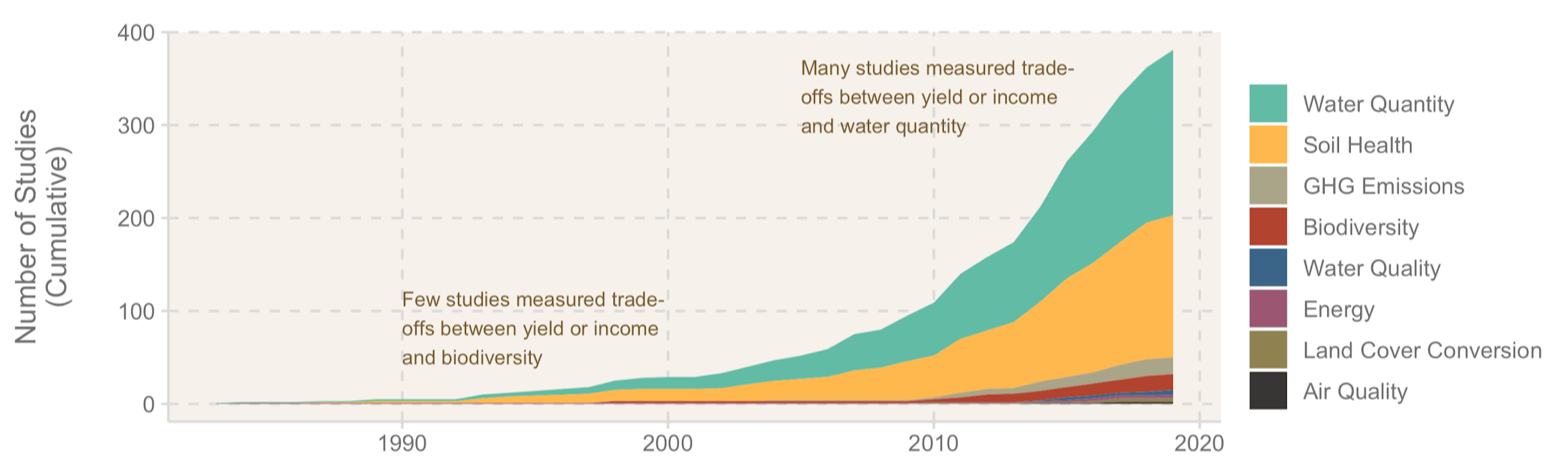 Number of Studies
(Cumulative)
400
300
200
100
0
Many studies measured trade-
offs between yield or income
and water quantity
Few studies measured trade-
offs between yield or income
and biodiversity
1990
2000
2010
2020
Water Quantity
Soil Health
GHG Emissions
Biodiversity
Water Quality
Energy
Land Cover Conversion
Air Quality